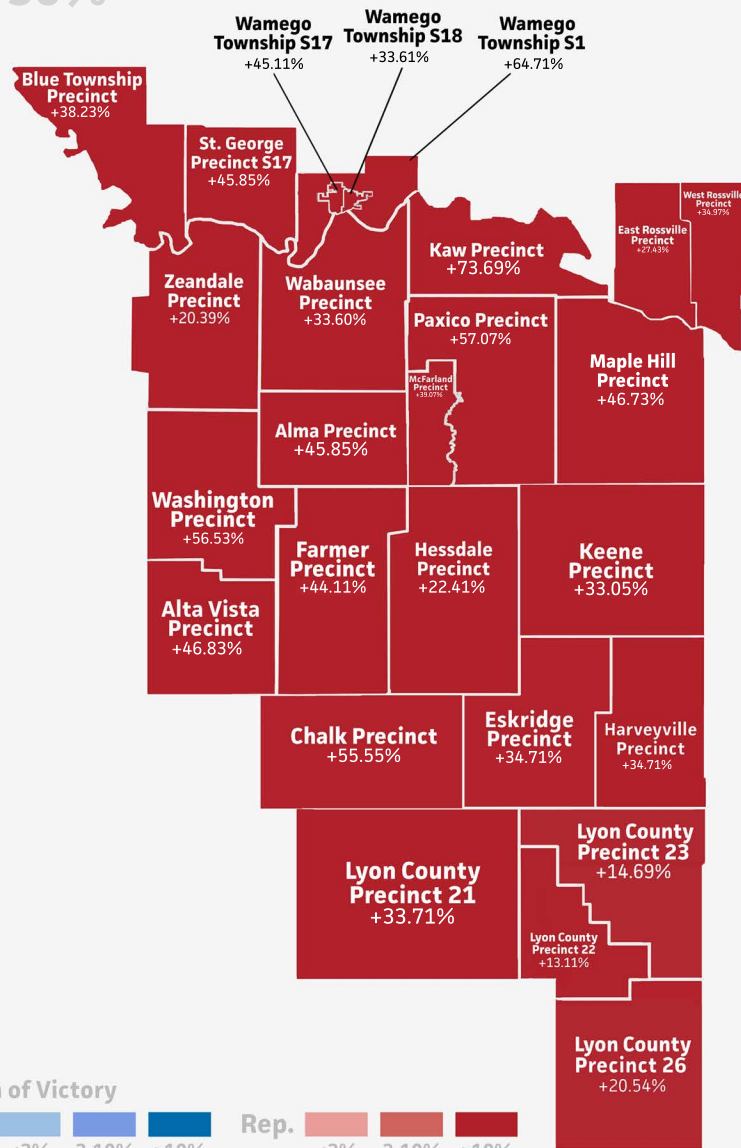 Wamego
Township S17
+45.11%
Wamego
Township S18
+33.61%
Wamego
Township S1
+64.71%
Blue Township
Precinct
+38.23%
St. George
Precinct S17
+45.85%
West Rossville
Precinct
+34.97%
East Rossville
Precinct
+27.43%
Kaw Precinct
+73.69%
Zeandale
Precinct
+20.39%
Wabaunsee
Precinct
+33.60%
Paxico Precinct
+57.07%
Maple Hill
Precinct
+46.73%
McFarland
Precinct
+39.07%
Alma Precinct
+45.85%
Washington
Precinct
+56.53%
Farmer
Precinct
+44.11%
Hessdale
Precinct
+22.41%
Keene
Precinct
+33.05%
Alta Vista
Precinct
+46.83%
Chalk Precinct
+55.55%
Eskridge
Precinct
+34.71%
Harveyville
Precinct
+34.71%
Lyon County
Precinct 23
+14.69%
Lyon County
Precinct 21
+33.71%
Lyon County
Precinct 22
+13.11%
Lyon County
Precinct 26
+20.54%
of Victory
Rep.